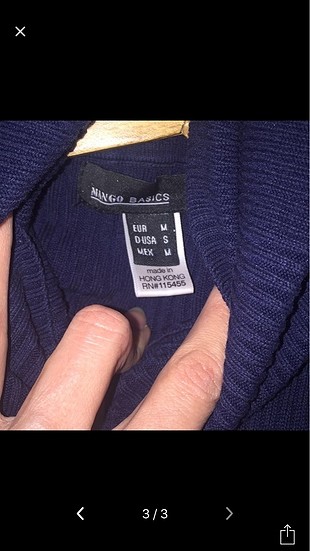 MANGO BASICS
EUR M
D-USA S
MEX M
made in
HONG KONG
RN#115455
3/3